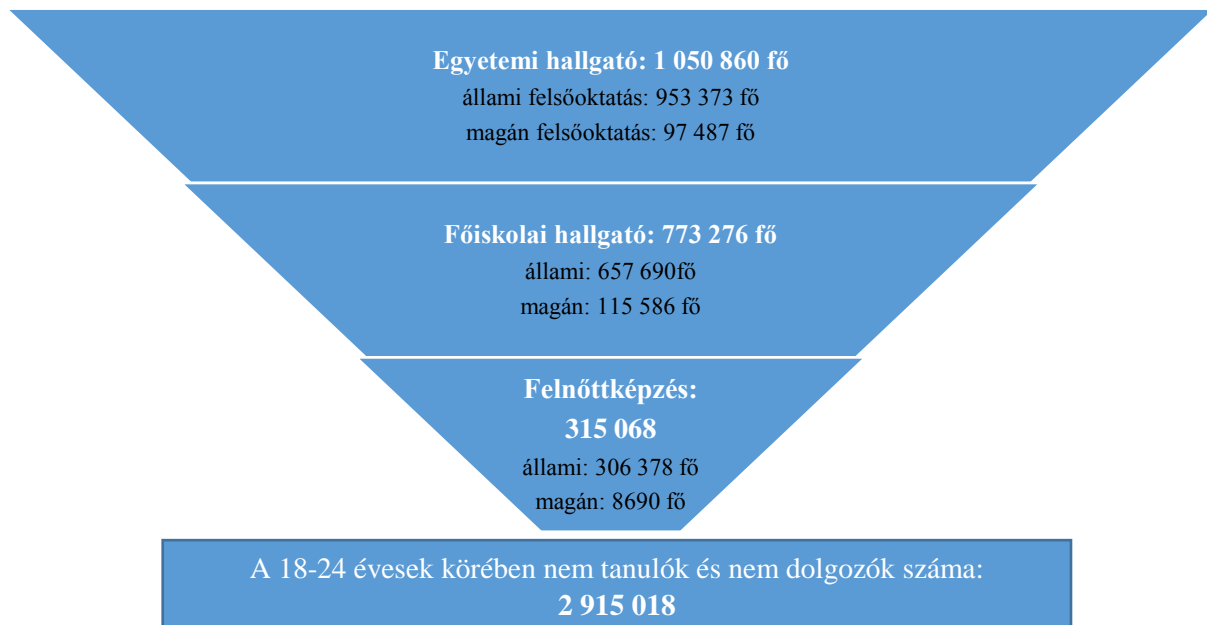 Egyetemi hallgató: 1 050 860 fő
állami felsőoktatás: 953 373 fő
magán felsőoktatás: 97 487 fő
Főiskolai hallgató: 773 276 fő
állami: 657 690fő
magán: 115 586 fő
Felnőttképzés:
315 068
állami: 306 378 fő
magán: 8690 fő
A 18-24 évesek körében nem tanulók és nem dolgozók száma:
2 915 018